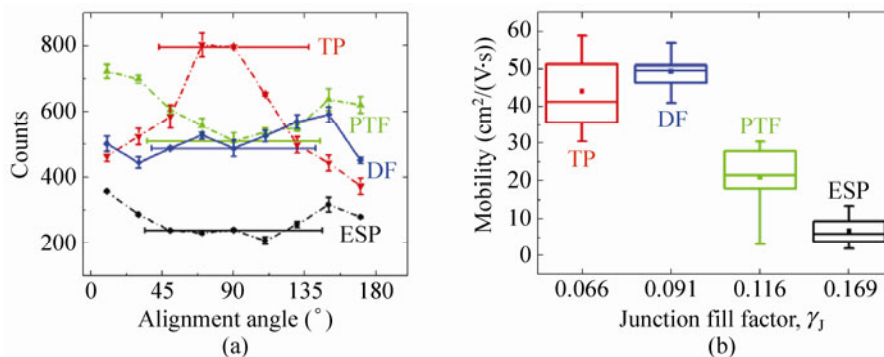 800
600
400
200
Counts
TP
PTF
DF
ESP
0
45
90
135
180
Alignment angle (°)
(a)
60
50
40
30
20
10
0
Mobility (cm²/(V·s))
TP
DF
PTF
ESP
0.066
0.091
0.116
0.169
Junction fill factor, γJ
(b)